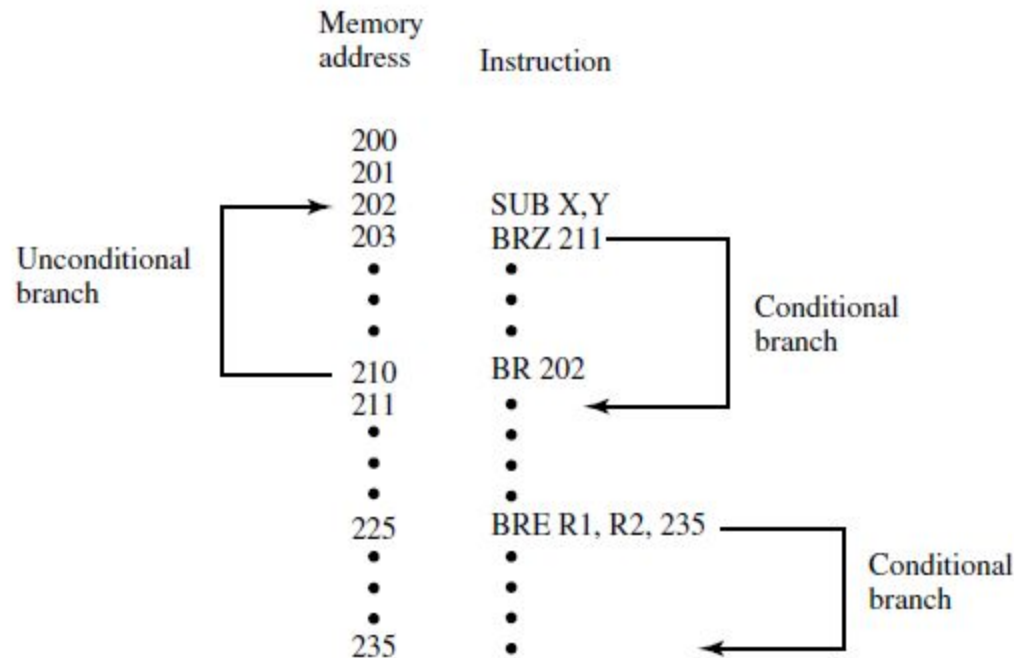 Memory
address
Instruction
200
201
202 SUB X,Y
203 BRZ 211
Unconditional
branch
Conditional
branch
210 BR 202
211
225 BRE R1, R2, 235
Conditional
branch
235